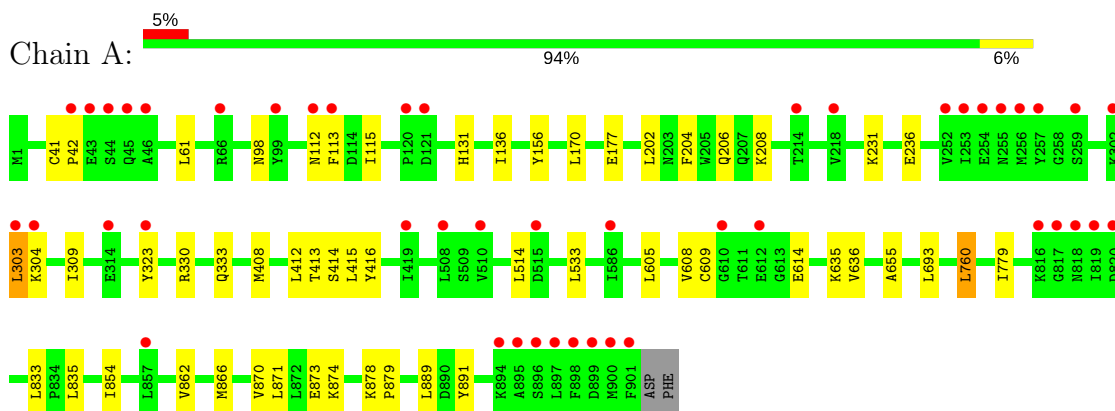 5%
Chain A:
94% 6%
M1 C41 P42 E43 S44 Q45 A46 L61 R66 N98 Y99 N112 F113 D114 I115 P120 D121 H131 I136 Y156 L170 E177 L202 N203 F204 W205 Q206 Q207 K208 T214 V218 K231 E236 V252 I253 E254 N255 M256 Y257 G258 S259
L303 K304 I309 E314 Y323 R330 Q333 M408 L412 T413 S414 L415 Y416 I419 L508 S509 V510 L514 D515 L533 I586 L605 V608 C609 G610 T611 E612 G613 E614 K635 V636 A655 L693 L760 I779 K816 G817 N818 I819
L833 P834 L835 I854 L857 V862 M866 V870 L871 L872 E873 K874 K878 P879 L889 D890 Y891 K894 A895 S896 L897 F898 D899 M900 F901 ASP PHE